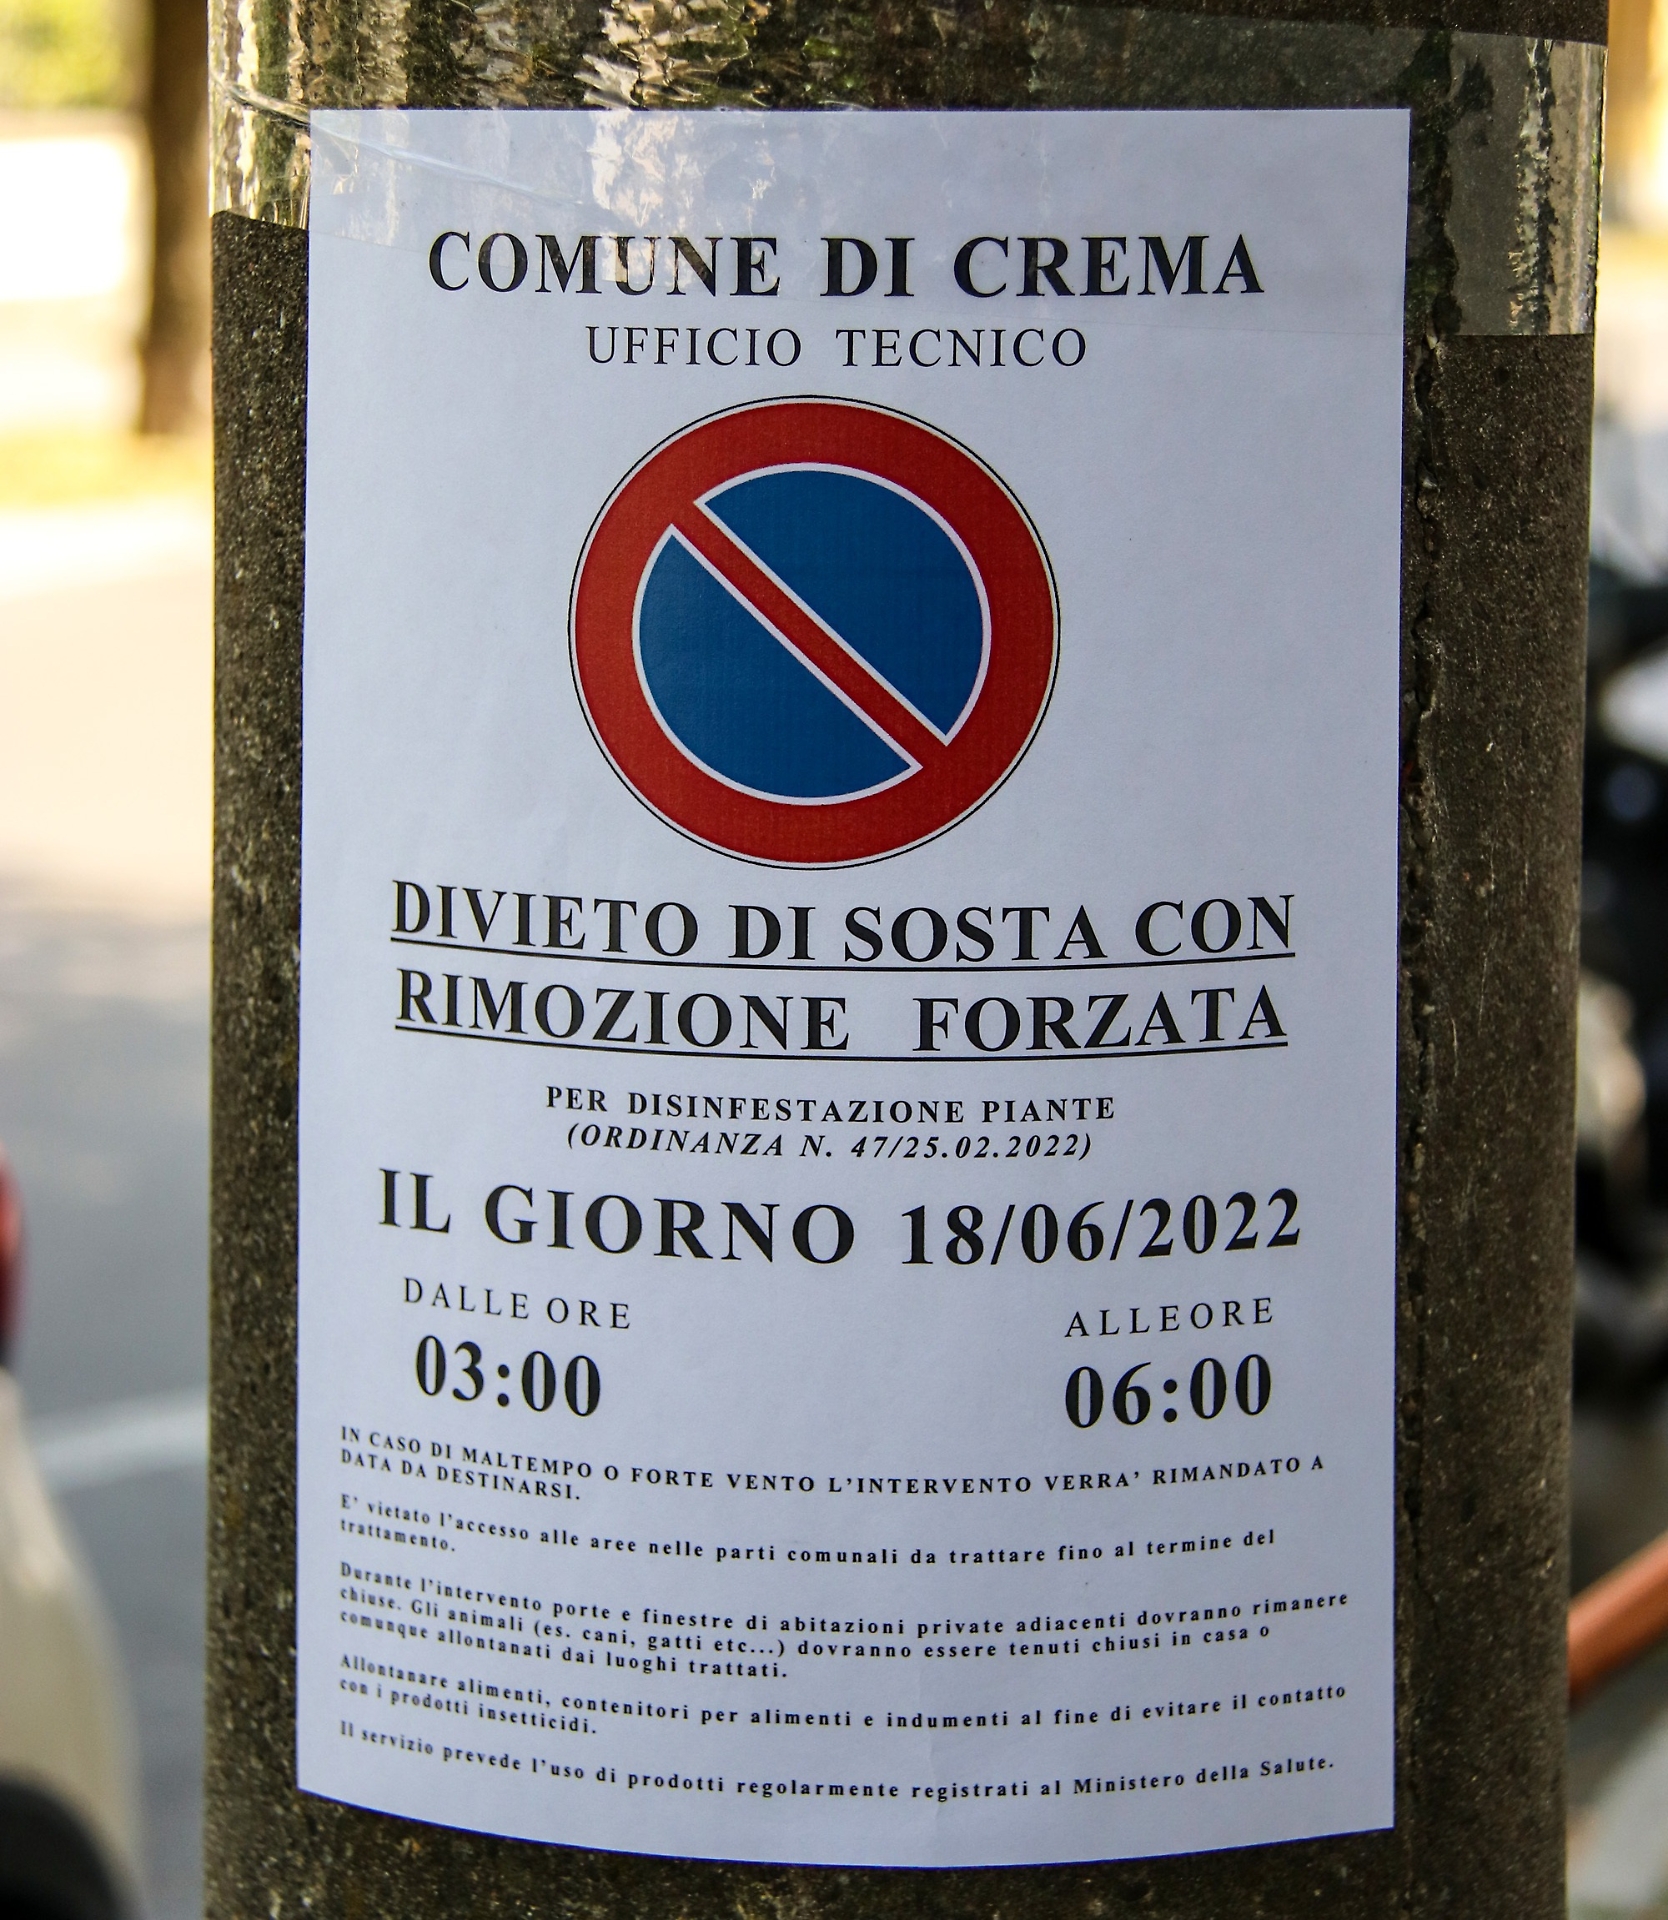 COMUNE DI CREMA
UFFICIO TECNICO
DIVIETO DI SOSTA CON
RIMOZIONE FORZATA
PER DISINFESTAZIONE PIANTE
(ORDINANZA N. 47/25.02.2022)
IL GIORNO 18/06/2022
DALLE ORE
ALLEORE
03:00
06:00
IN CASO DI MALTEMPO O FORTE VENTO L'INTERVENTO VERRA' RIMANDATO A
DATA DA DESTINARSI.
E' vietato l'accesso alle aree nelle parti comunali da trattare fino al termine del
trattamento.
Durante l'intervento porte e finestre di abitazioni private adiacenti dovranno rimanere
chiuse. Gli animali (es. cani, gatti etc...) dovranno essere tenuti chiusi in casa o
comunque allontanati dai luoghi trattati.
Allontanare alimenti, contenitori per alimenti e indumenti al fine di evitare il contatto
con i prodotti insetticidi.
Il servizio prevede l'uso di prodotti regolarmente registrati al Ministero della Salute.